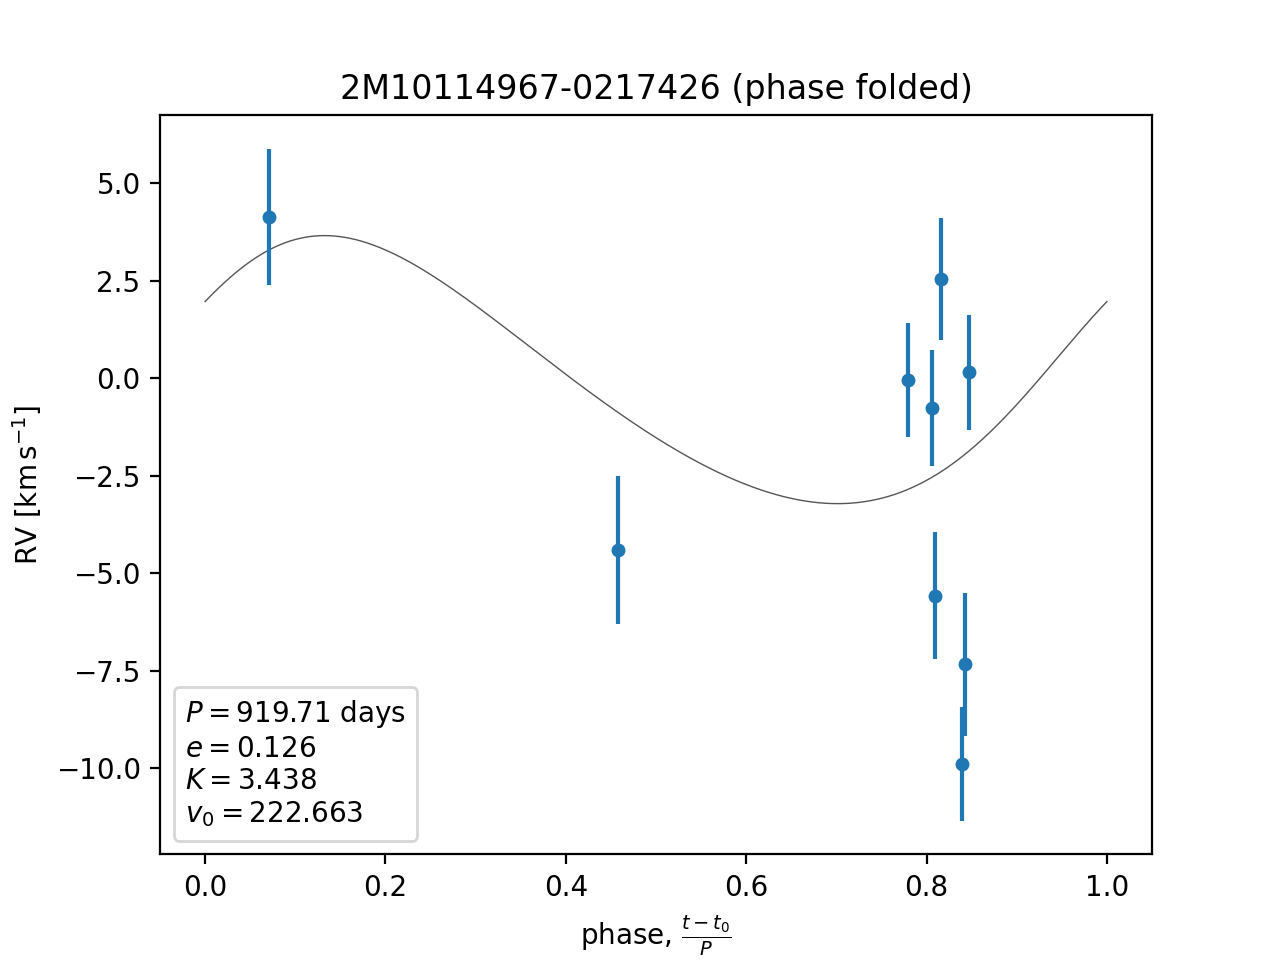 2M10114967-0217426 (phase folded)
RV [km s⁻¹]
5.0
2.5
0.0
−2.5
−5.0
−7.5
−10.0
P = 919.71 days
e = 0.126
K = 3.438
v₀ = 222.663
0.0 0.2 0.4 0.6 0.8 1.0
phase, (t − t₀)/P